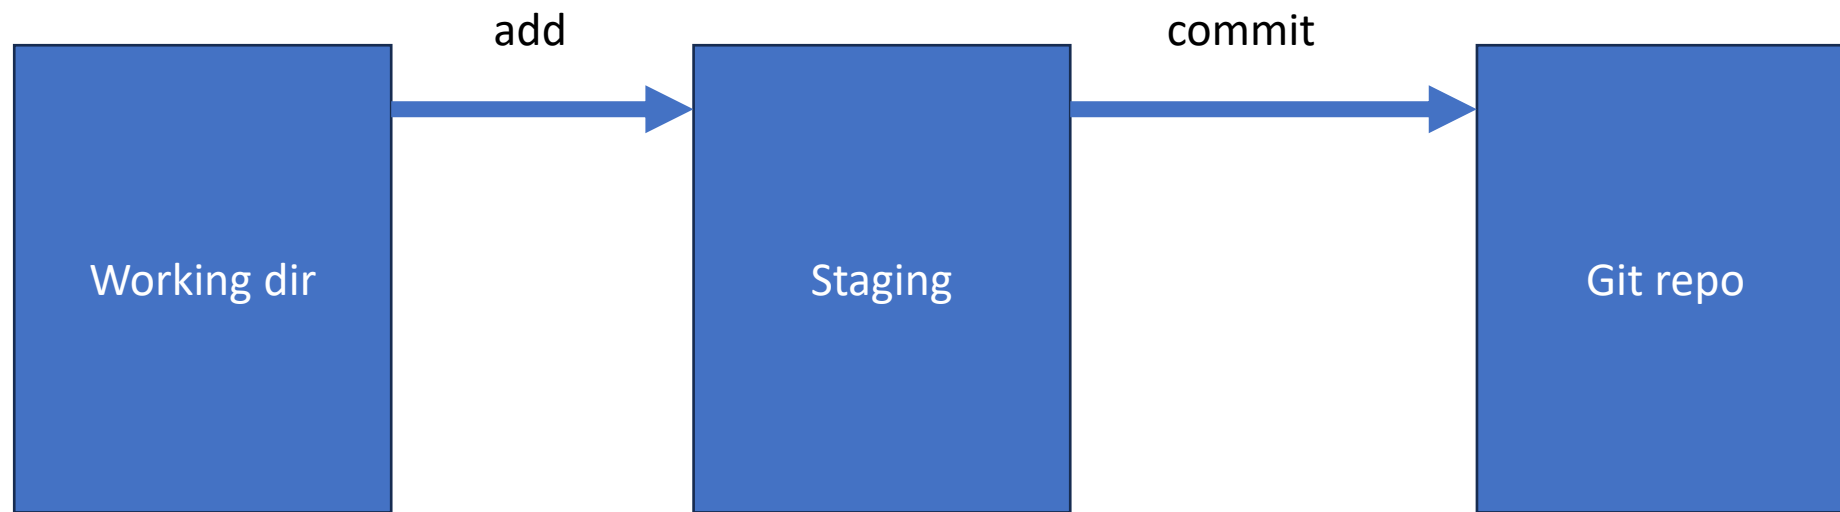 add
commit
Working dir
Staging
Git repo